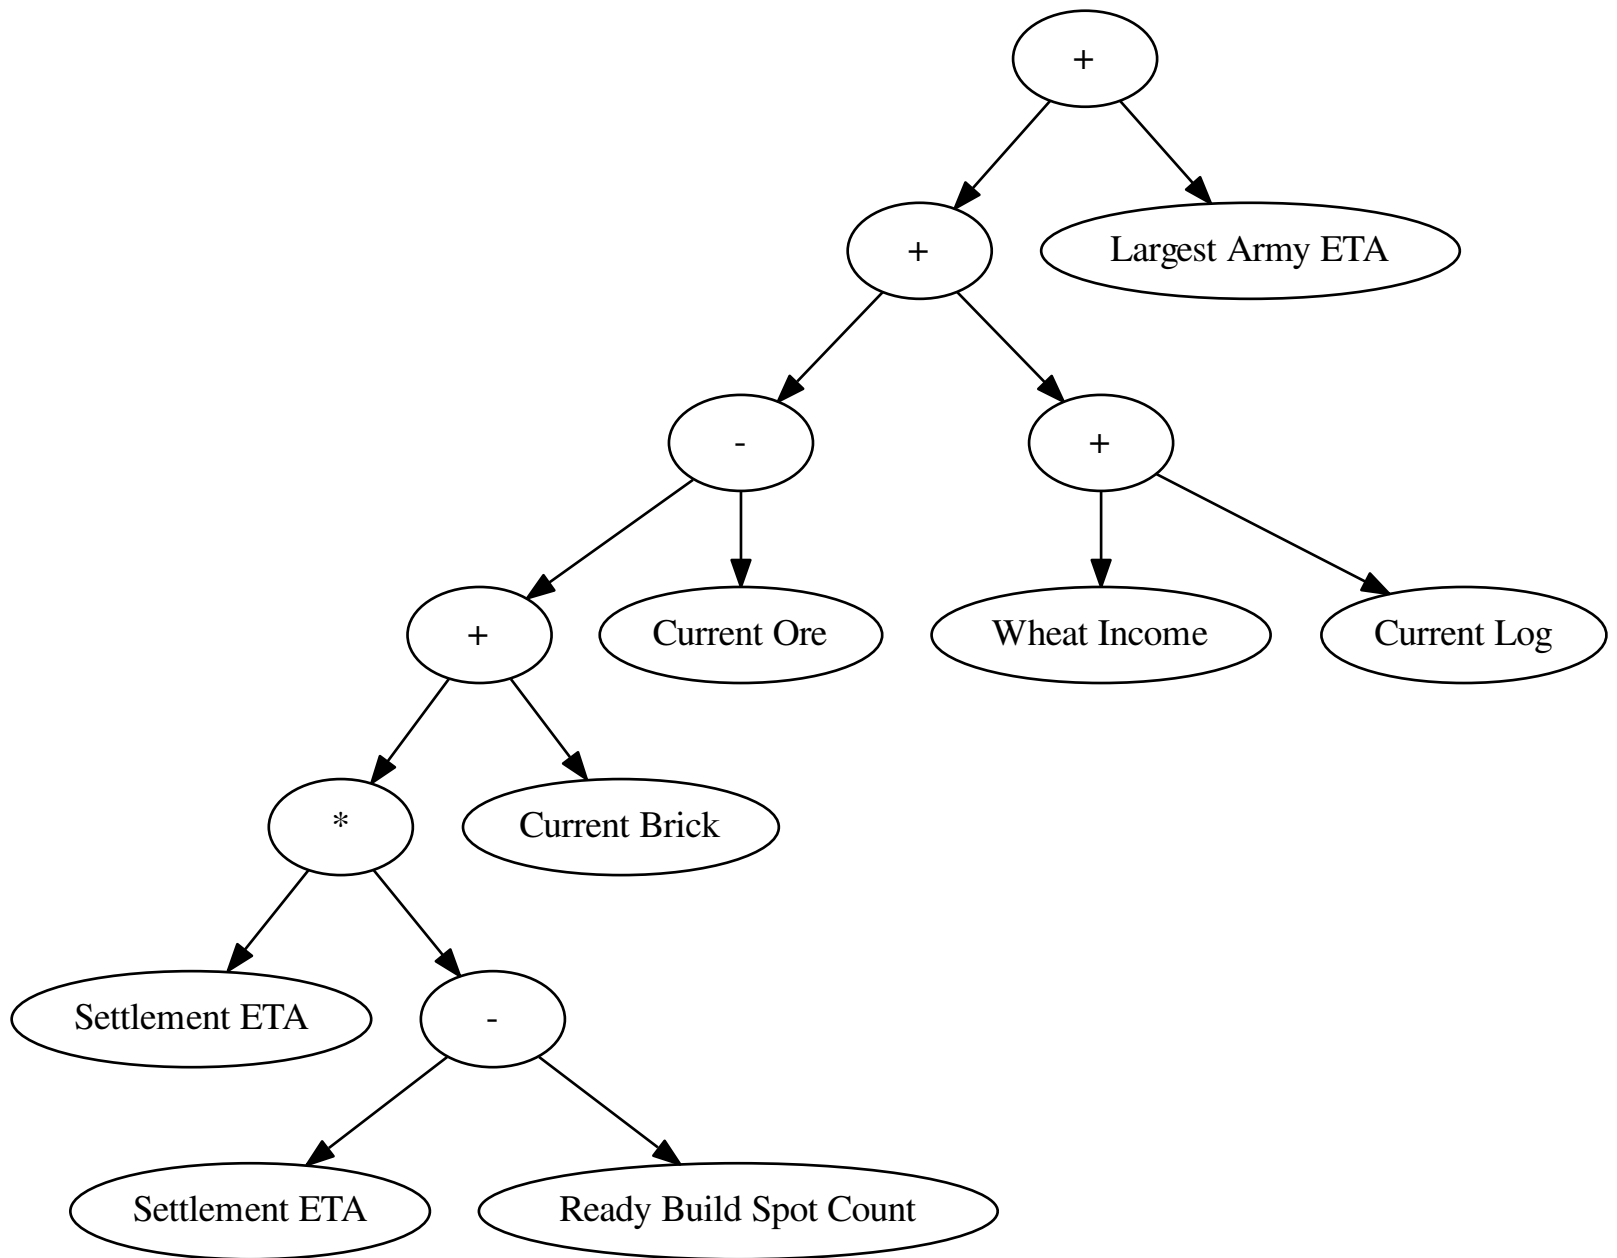 +
+
Largest Army ETA
-
+
+
Current Ore
Wheat Income
Current Log
*
Current Brick
Settlement ETA
-
Settlement ETA
Ready Build Spot Count